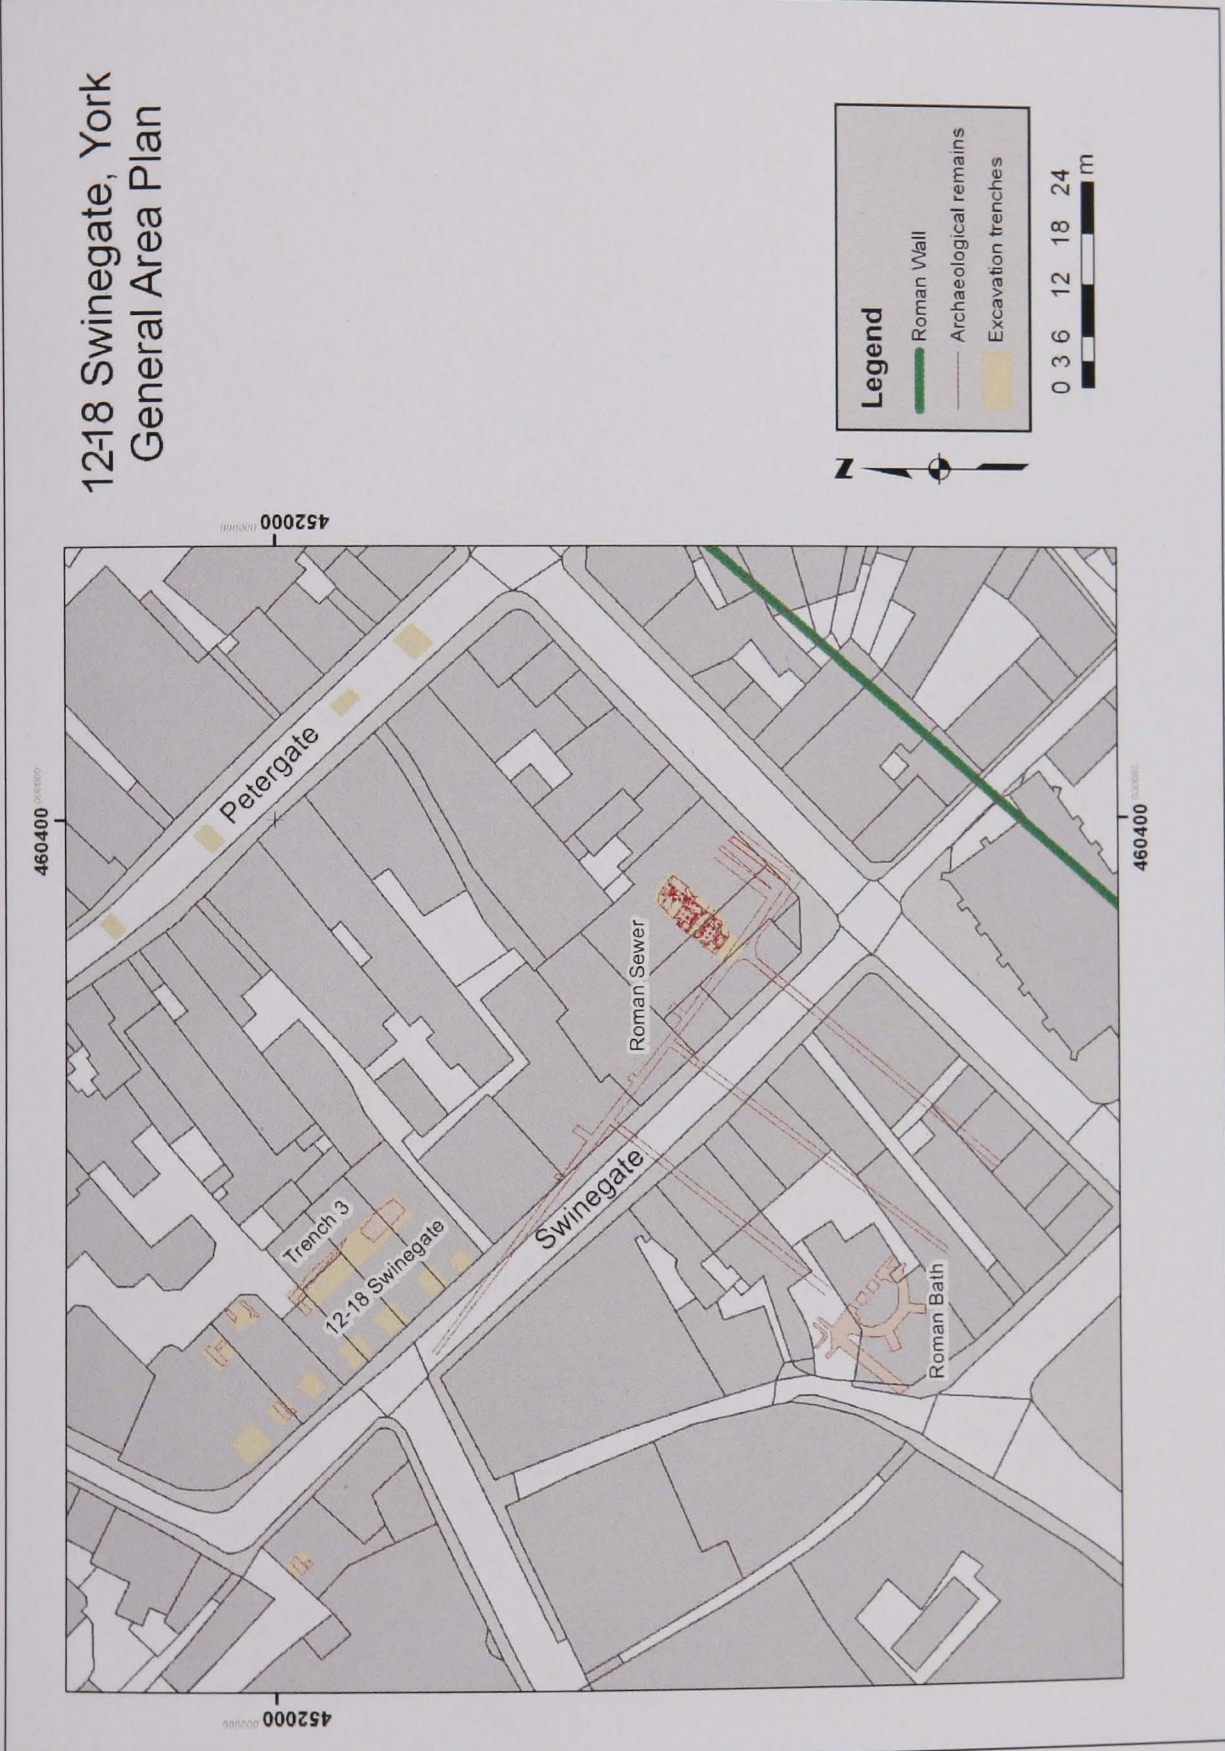 12-18 Swinegate, York
General Area Plan
460400
452000
Petergate
Trench 3
12-18 Swinegate
Swinegate
Roman Sewer
Roman Bath
452000
460400
Legend
Roman Wall
Archaeological remains
Excavation trenches
N
0 3 6 12 18 24
m